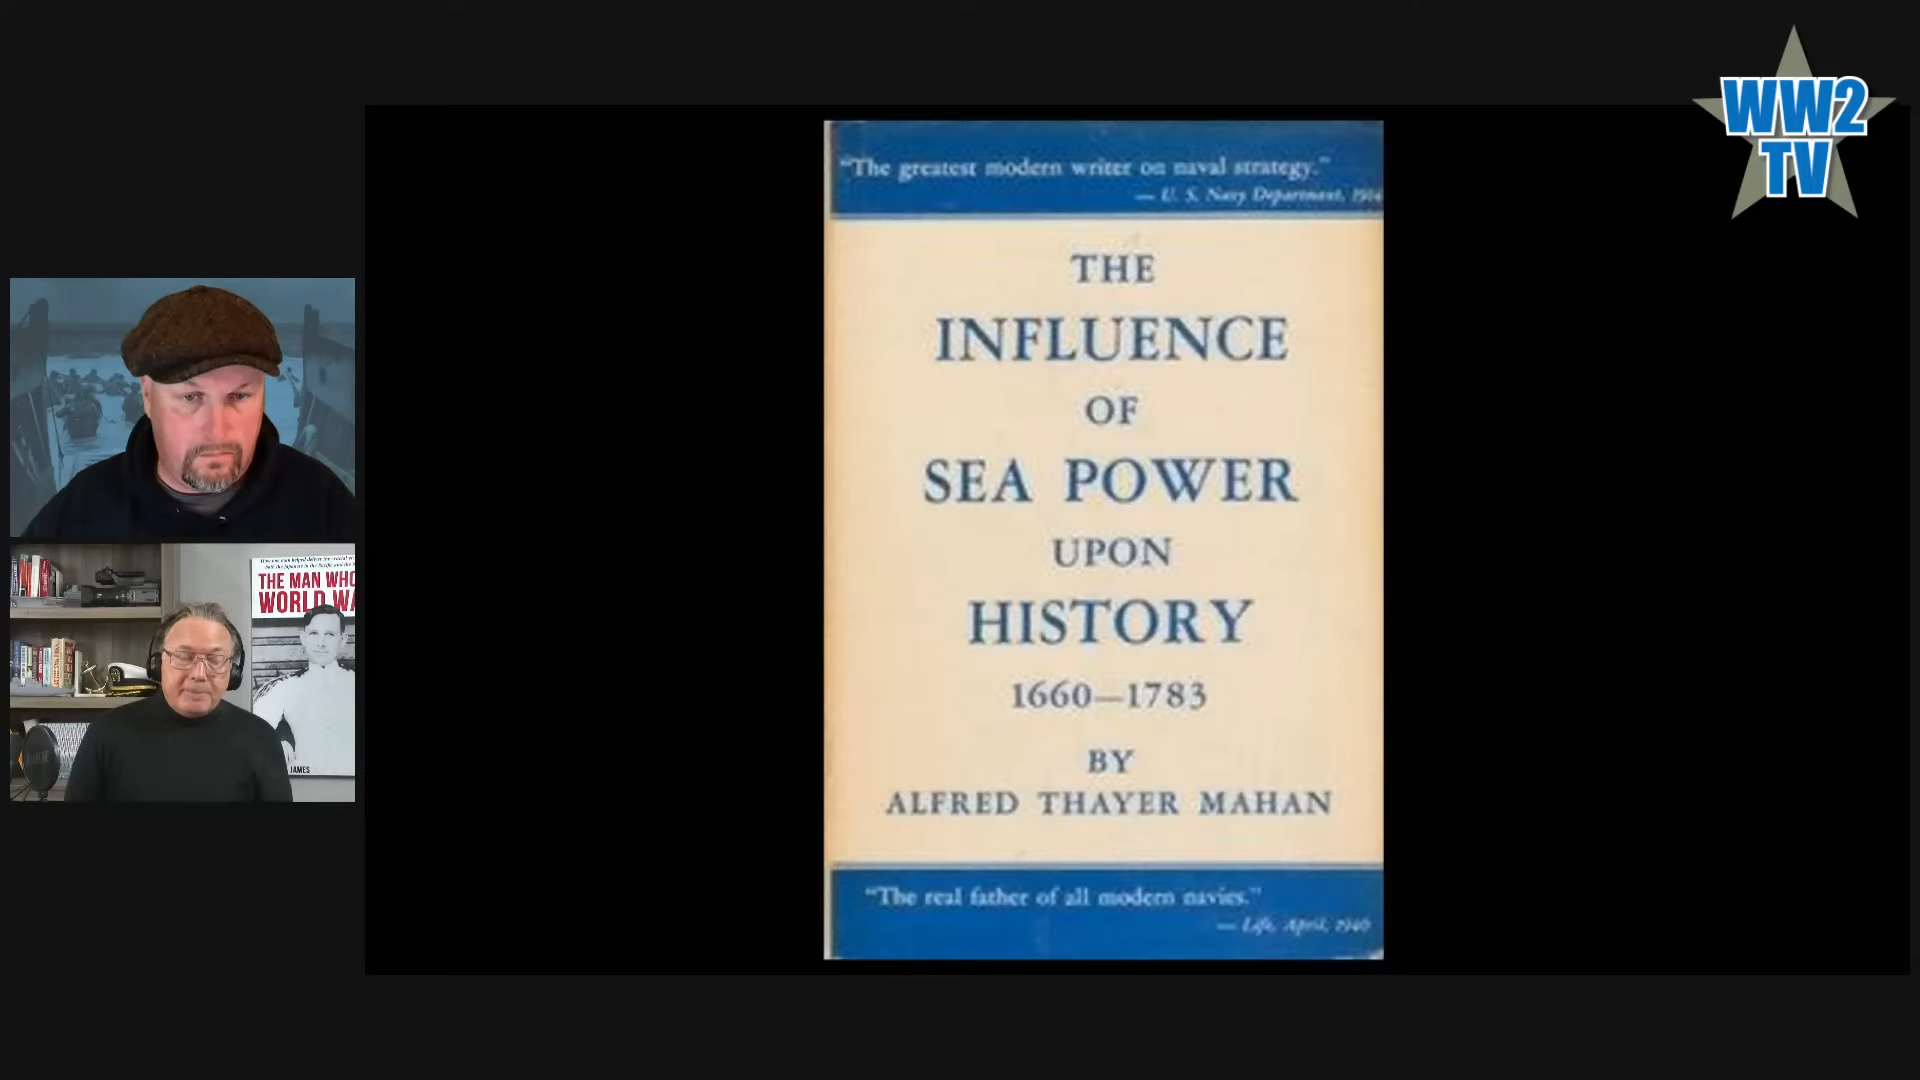 WW2
TV
"The greatest modern writer on naval strategy."
— U. S. Navy Department,
THE
INFLUENCE
OF
SEA POWER
UPON
HISTORY
1660—1783
BY
ALFRED THAYER MAHAN
"The real father of all modern navies."
— Life, April, 1940
THE MAN WHO
WORLD WA
JAMES